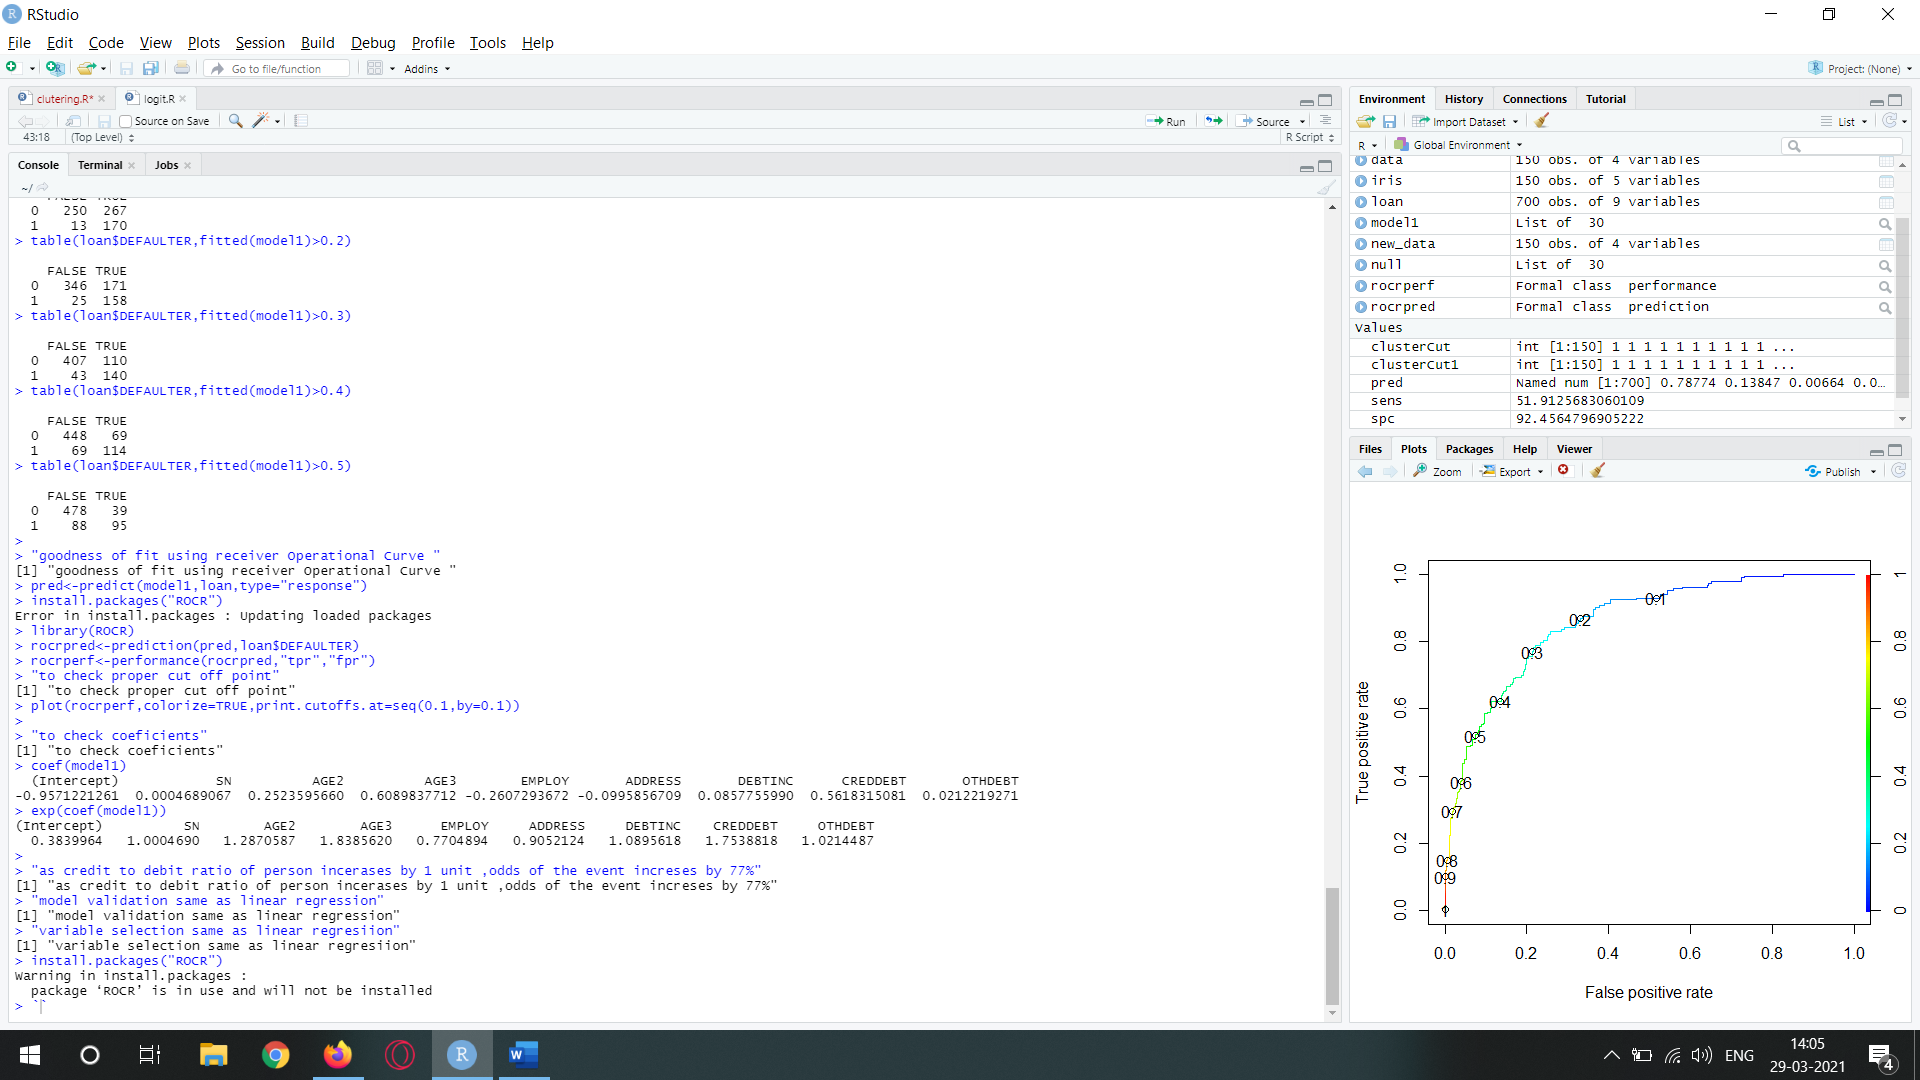 RStudio
File Edit Code View Plots Session Build Debug Profile Tools Help
Go to file/function Addins Project: (None)
clutering.R* logit.R
Source on Save Run Source
43:18 (Top Level) R Script
Console Terminal Jobs
~/
0 250 267
1 13 170
> table(loan$DEFAULTER,fitted(model1)>0.2)
FALSE TRUE
0 346 171
1 25 158
> table(loan$DEFAULTER,fitted(model1)>0.3)
FALSE TRUE
0 407 110
1 43 140
> table(loan$DEFAULTER,fitted(model1)>0.4)
FALSE TRUE
0 448 69
1 69 114
> table(loan$DEFAULTER,fitted(model1)>0.5)
FALSE TRUE
0 478 39
1 88 95
>
> "goodness of fit using receiver Operational Curve "
[1] "goodness of fit using receiver Operational Curve "
> pred<-predict(model1,loan,type="response")
> install.packages("ROCR")
Error in install.packages : Updating loaded packages
> library(ROCR)
> rocrpred<-prediction(pred,loan$DEFAULTER)
> rocrperf<-performance(rocrpred,"tpr","fpr")
> "to check proper cut off point"
[1] "to check proper cut off point"
> plot(rocrperf,colorize=TRUE,print.cutoffs.at=seq(0.1,by=0.1))
>
> "to check coeficients"
[1] "to check coeficients"
> coef(model1)
(Intercept) SN AGE2 AGE3 EMPLOY ADDRESS DEBTINC CREDDEBT OTHDEBT
-0.9571221261 0.0004689067 0.2523595660 0.6089837712 -0.2607293672 -0.0995856709 0.0857755990 0.5618315081 0.0212219271
> exp(coef(model1))
(Intercept) SN AGE2 AGE3 EMPLOY ADDRESS DEBTINC CREDDEBT OTHDEBT
0.3839964 1.0004690 1.2870587 1.8385620 0.7704894 0.9052124 1.0895618 1.7538818 1.0214487
>
> "as credit to debit ratio of person incerases by 1 unit ,odds of the event increses by 77%"
[1] "as credit to debit ratio of person incerases by 1 unit ,odds of the event increses by 77%"
> "model validation same as linear regression"
[1] "model validation same as linear regression"
> "variable selection same as linear regresiion"
[1] "variable selection same as linear regresiion"
> install.packages("ROCR")
Warning in install.packages :
package ‘ROCR’ is in use and will not be installed
> ``
Environment History Connections Tutorial
Import Dataset List
R Global Environment
data 150 obs. of 4 variables
iris 150 obs. of 5 variables
loan 700 obs. of 9 variables
model1 List of 30
new_data 150 obs. of 4 variables
null List of 30
rocrperf Formal class performance
rocrpred Formal class prediction
Values
clusterCut int [1:150] 1 1 1 1 1 1 1 1 1 1 ...
clusterCut1 int [1:150] 1 1 1 1 1 1 1 1 1 1 ...
pred Named num [1:700] 0.78774 0.13847 0.00664 0.0…
sens 51.9125683060109
spc 92.4564796905222
Files Plots Packages Help Viewer
Zoom Export Publish
True positive rate
0.0 0.2 0.4 0.6 0.8 1.0
0.1
0.2
0.3
0.4
0.5
0.6
0.7
0.8
0.9
1
0 0.2 0.4 0.6 0.8 1
0.0 0.2 0.4 0.6 0.8 1.0
False positive rate
ENG 14:05
29-03-2021
4